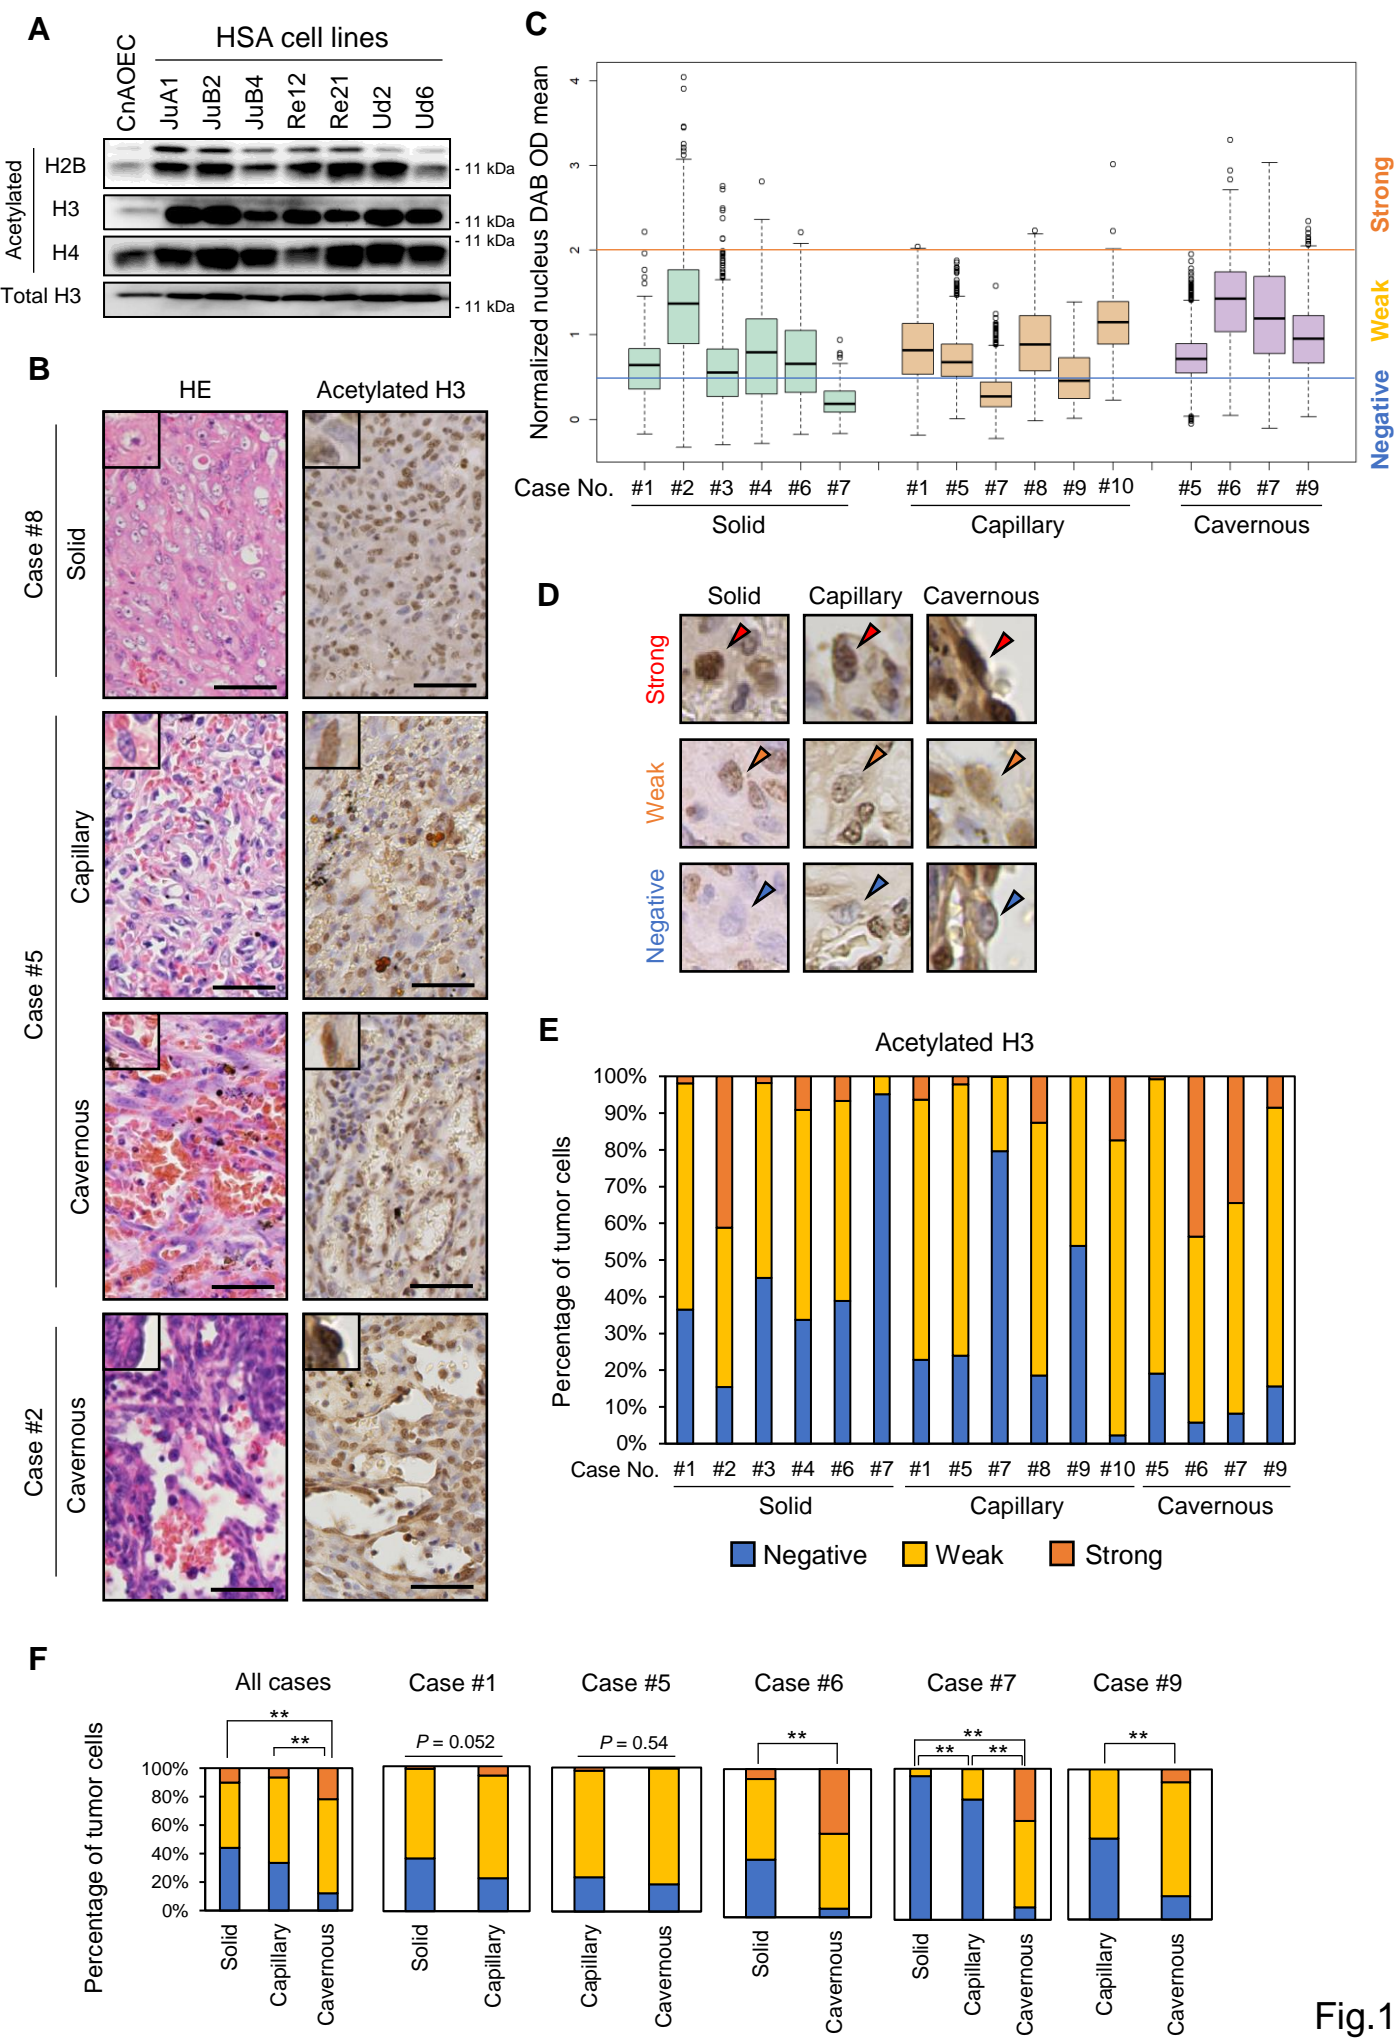 A
HSA cell lines
CnAOEC
JuA1
JuB2
JuB4
Re12
Re21
Ud2
Ud6
Acetylated
H2B
- 11 kDa
H3
- 11 kDa
H4
- 11 kDa
Total H3
- 11 kDa
B
HE
Acetylated H3
Case #8
Solid
Case #5
Capillary
Cavernous
Case #2
Cavernous
C
Normalized nucleus DAB OD mean
4
3
2
1
0
Strong
Weak
Negative
Case No. #1 #2 #3 #4 #6 #7 #1 #5 #7 #8 #9 #10 #5 #6 #7 #9
Solid Capillary Cavernous
D
Solid Capillary Cavernous
Strong
Weak
Negative
E
Acetylated H3
Percentage of tumor cells
100%
90%
80%
70%
60%
50%
40%
30%
20%
10%
0%
Case No. #1 #2 #3 #4 #6 #7 #1 #5 #7 #8 #9 #10 #5 #6 #7 #9
Solid Capillary Cavernous
Negative Weak Strong
F
Percentage of tumor cells
All cases
**
**
100%
80%
60%
40%
20%
0%
Solid
Capillary
Cavernous
Case #1
P = 0.052
Solid
Capillary
Case #5
P = 0.54
Capillary
Cavernous
Case #6
**
Solid
Cavernous
Case #7
**
** **
Solid
Capillary
Cavernous
Case #9
**
Capillary
Cavernous
Fig.1